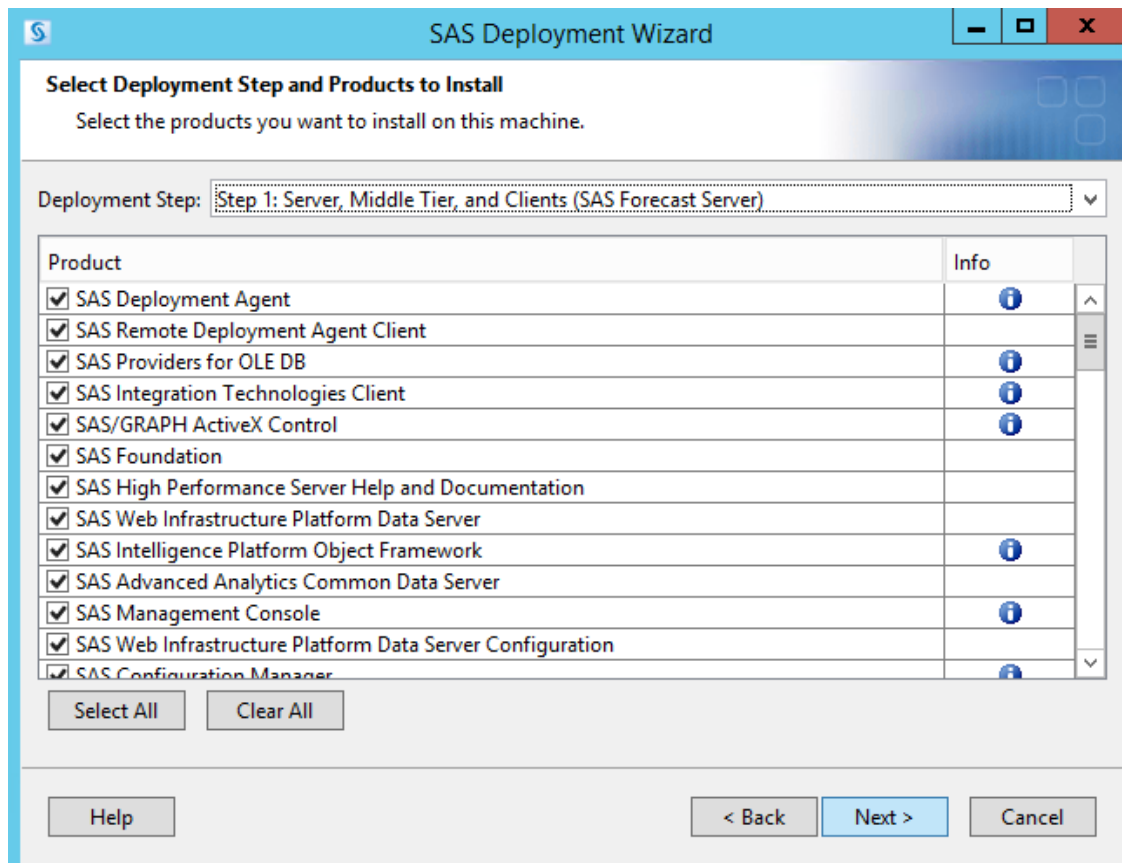 SAS Deployment Wizard
Select Deployment Step and Products to Install
Select the products you want to install on this machine.
Deployment Step: Step 1: Server, Middle Tier, and Clients (SAS Forecast Server)
Product Info
SAS Deployment Agent
SAS Remote Deployment Agent Client
SAS Providers for OLE DB
SAS Integration Technologies Client
SAS/GRAPH ActiveX Control
SAS Foundation
SAS High Performance Server Help and Documentation
SAS Web Infrastructure Platform Data Server
SAS Intelligence Platform Object Framework
SAS Advanced Analytics Common Data Server
SAS Management Console
SAS Web Infrastructure Platform Data Server Configuration
SAS Configuration Manager
Select All Clear All
Help < Back Next > Cancel